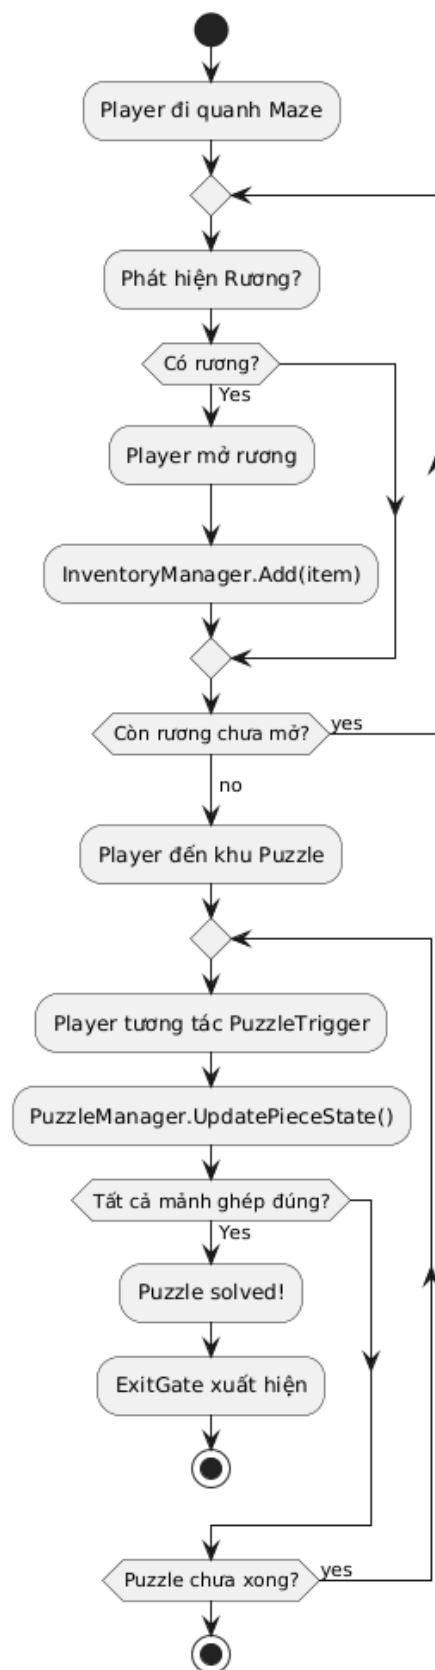 Player đi quanh Maze
Phát hiện Rương?
Có rương?
Yes
Player mở rương
InventoryManager.Add(item)
Còn rương chưa mở?
yes
no
Player đến khu Puzzle
Player tương tác PuzzleTrigger
PuzzleManager.UpdatePieceState()
Tất cả mảnh ghép đúng?
Yes
Puzzle solved!
ExitGate xuất hiện
Puzzle chưa xong?
yes